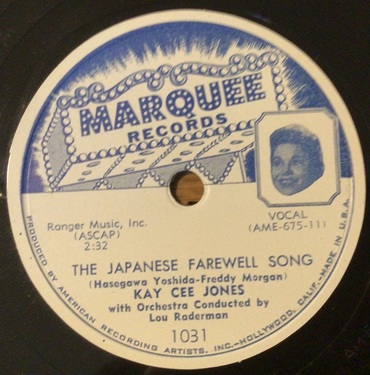 MARQUEE
RECORDS
Ranger Music, Inc.
(ASCAP)
2:32
VOCAL
(AME-675-11)
THE JAPANESE FAREWELL SONG
(Hasegawa Yoshida-Freddy Morgan)
KAY CEE JONES
with Orchestra Conducted by
Lou Raderman
1031
PRODUCED BY AMERICAN RECORDING ARTISTS, INC.-HOLLYWOOD, CALIF.-MADE IN U.S.A.